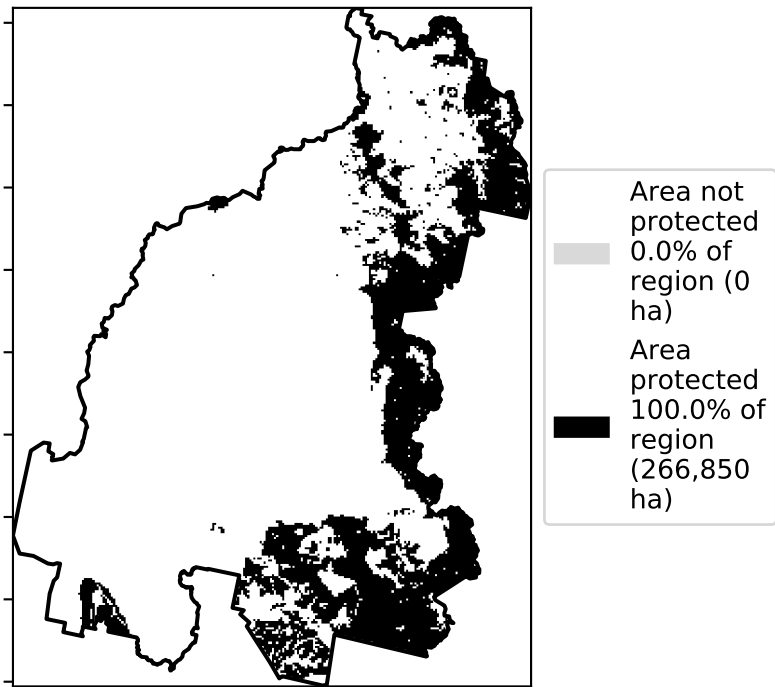 Area not
protected
0.0% of
region (0
ha)
Area
protected
100.0% of
region
(266,850
ha)